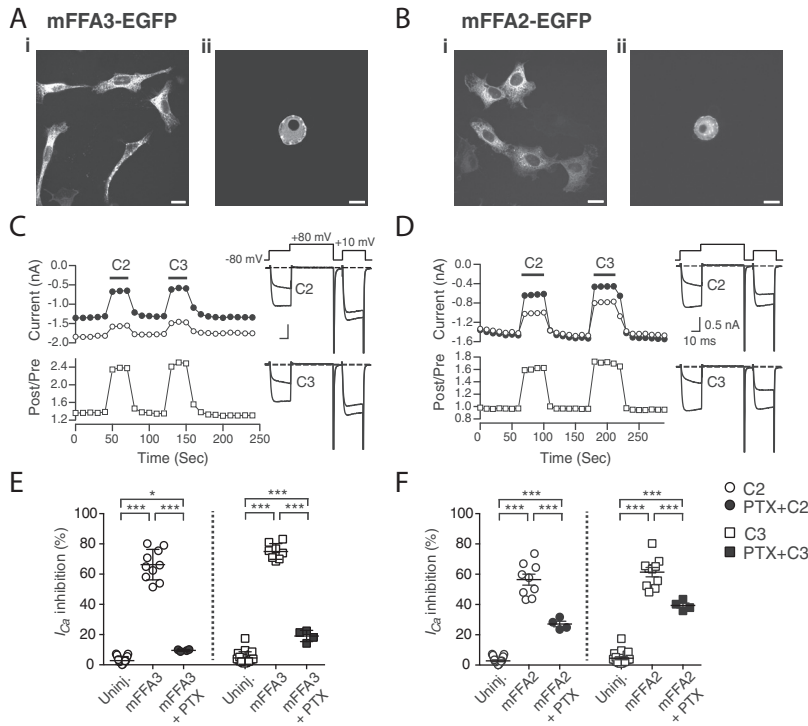 A mFFA3-EGFP
i ii
B mFFA2-EGFP
i ii
C
Current (nA)
0.0
-0.5
-1.0
-1.5
-2.0
C2 C3
-80 mV +80 mV +10 mV
C2
Post/Pre
2.4
2.0
1.6
1.2
C3
0 50 100 150 200 250
Time (Sec)
D
Current (nA)
0.0
-0.4
-0.8
-1.2
-1.6
C2 C3
C2
0.5 nA
10 ms
Post/Pre
1.8
1.6
1.4
1.2
1.0
0.8
C3
0 50 100 150 200 250
Time (Sec)
E
ICa inhibition (%)
100
80
60
40
20
0
* ***
*** *** *** ***
Uninj. mFFA3 mFFA3 + PTX Uninj. mFFA3 mFFA3 + PTX
F
ICa inhibition (%)
100
80
60
40
20
0
*** ***
*** *** *** ***
Uninj. mFFA2 mFFA2 + PTX Uninj. mFFA2 mFFA2 + PTX
C2
PTX+C2
C3
PTX+C3